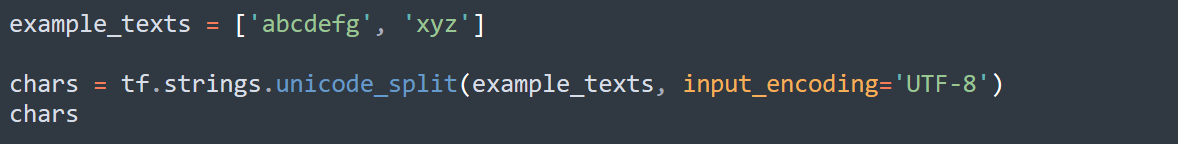 example_texts = ['abcdefg', 'xyz']
chars = tf.strings.unicode_split(example_texts, input_encoding='UTF-8')
chars